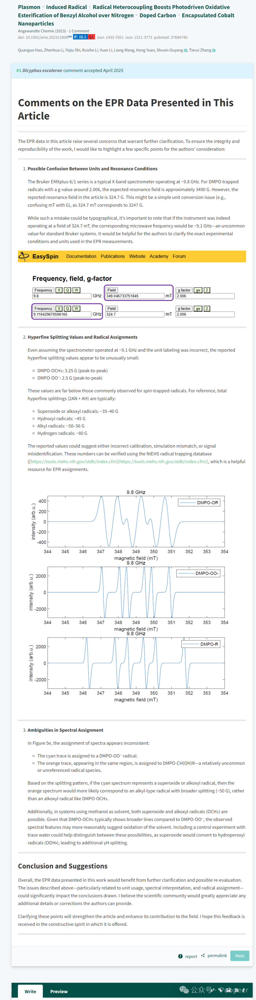 Plasmon - Induced Radical - Radical Heterocoupling Boosts Photodriven Oxidative
Esterification of Benzyl Alcohol over Nitrogen - Doped Carbon - Encapsulated Cobalt
Nanoparticles
Angewandte Chemie (2023) - 1 Comment
doi: 10.1002/anie.202312808 IF: 16.1 Q1 issn: 1433-7851 issn: 1521-3773 pubmed: 37684740
Quanguo Hao, Zhenhua Li, Yiqiu Shi, Ruizhe Li, Yuan Li, Liang Wang, Hong Yuan, Shuxin Ouyang, Tierui Zhang
#1 Dicyphus escalerae comment accepted April 2025
Comments on the EPR Data Presented in This
Article
The EPR data in this article raise several concerns that warrant further clarification. To ensure the integrity and
reproducibility of the work, I would like to highlight a few specific points for the authors' consideration:
1. Possible Confusion Between Units and Resonance Conditions
The Bruker EMXplus-6/1 series is a typical X-band spectrometer operating at ~9.8 GHz. For DMPO-trapped
radicals with a g-value around 2.006, the expected resonance field is approximately 3490 G. However, the
reported resonance field in the article is 324.7 G. This might be a simple unit conversion issue (e.g.,
confusing mT with G), as 324.7 mT corresponds to 3247 G.
While such a mistake could be typographical, it's important to note that if the instrument was indeed
operating at a field of 324.7 mT, the corresponding microwave frequency would be ~9.1 GHz—an uncommon
value for standard Bruker systems. It would be helpful for the authors to clarify the exact experimental
conditions and units used in the EPR measurements.
EasySpin Documentation Publications Website Academy Forum
Frequency, field, g-factor
Frequency X Q W Field g factor ge 2
9.8 GHz 349.046733751845 mT 2.006
Frequency X Q W Field g factor ge 2
9.116429670596165 GHz 324.7 mT 2.006
2. Hyperfine Splitting Values and Radical Assignments
Even assuming the spectrometer operated at ~9.1 GHz and the unit labeling was incorrect, the reported
hyperfine splitting values appear to be unusually small:
DMPO-OCH₃: 3.25 G (peak-to-peak)
DMPO-OO⁻: 2.5 G (peak-to-peak)
These values are far below those commonly observed for spin-trapped radicals. For reference, total
hyperfine splittings (2AN + AH) are typically:
Superoxide or alkoxyl radicals: ~35–40 G
Hydroxyl radicals: ~45 G
Alkyl radicals: ~50–56 G
Hydrogen radicals: ~80 G
The reported values could suggest either incorrect calibration, simulation mismatch, or signal
misidentification. These numbers can be verified using the NIEHS radical trapping database
([https://tools.niehs.nih.gov/stdb/index.cfm](https://tools.niehs.nih.gov/stdb/index.cfm)), which is a helpful
resource for EPR assignments.
9.8 GHz
DMPO-OR
intensity (arb.u.)
400
200
0
-200
-400
344 345 346 347 348 349 350 351 352 353 354
magnetic field (mT)
9.8 GHz
DMPO-OO-
intensity (arb.u.)
2000
0
-2000
344 345 346 347 348 349 350 351 352 353 354
magnetic field (mT)
9.8 GHz
DMPO-R
intensity (arb.u.)
2000
0
-2000
344 345 346 347 348 349 350 351 352 353 354
magnetic field (mT)
3. Ambiguities in Spectral Assignment
In Figure 5e, the assignment of spectra appears inconsistent:
The cyan trace is assigned to a DMPO-OO⁻ radical.
The orange trace, appearing in the same region, is assigned to DMPO-CH(OH)R—a relatively uncommon
or unreferenced radical species.
Based on the splitting pattern, if the cyan spectrum represents a superoxide or alkoxyl radical, then the
orange spectrum would more likely correspond to an alkyl-type radical with broader splitting (~50 G), rather
than an alkoxyl radical like DMPO-OCH₃.
Additionally, in systems using methanol as solvent, both superoxide and alkoxyl radicals (OCH₃) are
possible. Given that DMPO-OCH₃ typically shows broader lines compared to DMPO-OO⁻, the observed
spectral features may more reasonably suggest oxidation of the solvent. Including a control experiment with
trace water could help distinguish between these possibilities, as superoxide would convert to hydroperoxyl
radicals (OOH•), leading to additional γH splitting.
Conclusion and Suggestions
Overall, the EPR data presented in this work would benefit from further clarification and possible re-evaluation.
The issues described above—particularly related to unit usage, spectral interpretation, and radical assignment—
could significantly impact the conclusions drawn. I believe the scientific community would greatly appreciate any
additional details or corrections the authors can provide.
Clarifying these points will strengthen the article and enhance its contribution to the field. I hope this feedback is
received in the constructive spirit in which it is offered.
report permalink Reply
Write Preview
公众号 · Pubpeer
x² B I